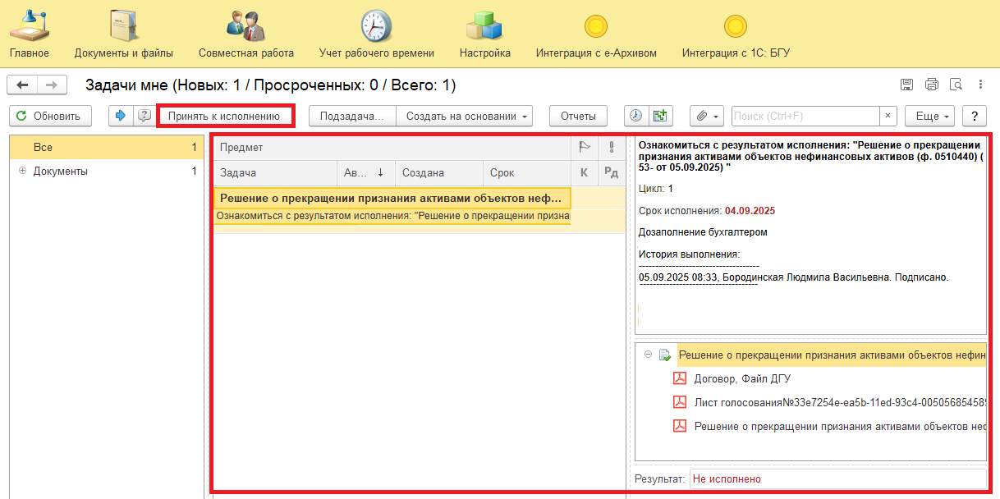 Главное
Документы и файлы
Совместная работа
Учет рабочего времени
Настройка
Интеграция с е-Архивом
Интеграция с 1С: БГУ
Задачи мне (Новых: 1 / Просроченных: 0 / Всего: 1)
Обновить
Принять к исполнению
Подзадача...
Создать на основании
Отчеты
Поиск (Ctrl+F)
×
Еще
?
Все 1
Документы 1
Предмет
Задача
Ав... ↓
Создана
Срок
К
Рд
Решение о прекращении признания активами объектов неф...
Ознакомиться с результатом исполнения: "Решение о прекращении призна
Ознакомиться с результатом исполнения: "Решение о прекращении
признания активами объектов нефинансовых активов (ф. 0510440) (
53- от 05.09.2025) "
Цикл: 1
Срок исполнения: 04.09.2025
Дозаполнение бухгалтером
История выполнения:
-----------------------------------
05.09.2025 08:33, Бородинская Людмила Васильевна. Подписано.
-----------------------------------
Решение о прекращении признания активами объектов нефин
Договор, Файл ДГУ
Лист голосования№33e7254e-ea5b-11ed-93c4-00505685458
Решение о прекращении признания активами объектов неф
Результат: Не исполнено